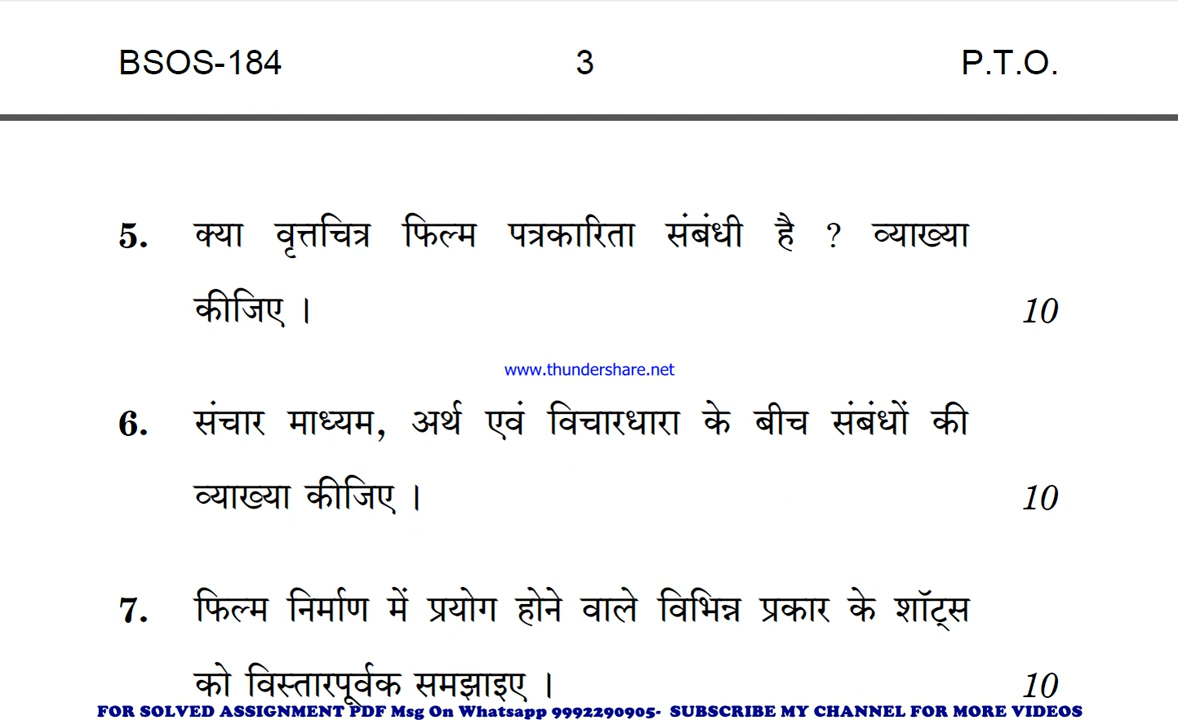 BSOS-184 3 P.T.O.
5. क्या वृत्तचित्र फिल्म पत्रकारिता संबंधी है ? व्याख्या
कीजिए । 10
www.thundershare.net
6. संचार माध्यम, अर्थ एवं विचारधारा के बीच संबंधों की
व्याख्या कीजिए । 10
7. फिल्म निर्माण में प्रयोग होने वाले विभिन्न प्रकार के शॉट्स
को विस्तारपूर्वक समझाइए । 10
FOR SOLVED ASSIGNMENT PDF Msg On Whatsapp 9992290905- SUBSCRIBE MY CHANNEL FOR MORE VIDEOS